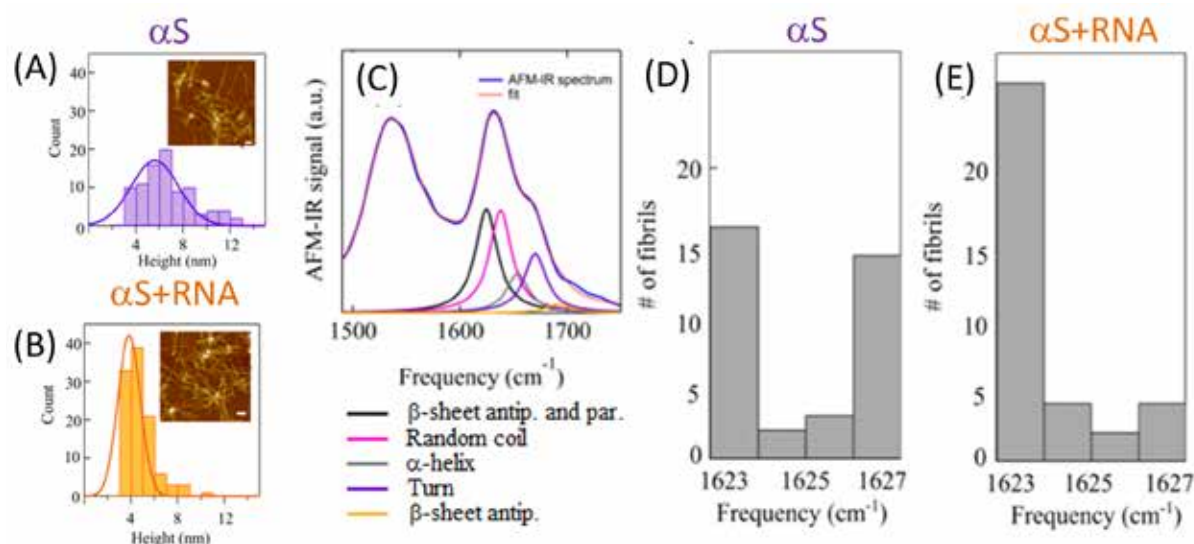 αS
(A)
40
30
20
10
0
Count
4
8
12
Height (nm)
αS+RNA
(B)
40
30
20
10
0
Count
4
8
12
Height (nm)
(C)
AFM-IR spectrum
fit
AFM-IR signal (a.u.)
1500
1600
1700
Frequency (cm⁻¹)
β-sheet antip. and par.
Random coil
α-helix
Turn
β-sheet antip.
αS
(D)
# of fibrils
20
15
10
5
0
1623
1625
1627
Frequency (cm⁻¹)
αS+RNA
(E)
# of fibrils
20
15
10
5
0
1623
1625
1627
Frequency (cm⁻¹)